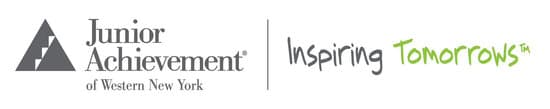 Junior
Achievement®
of Western New York
Inspiring Tomorrows™